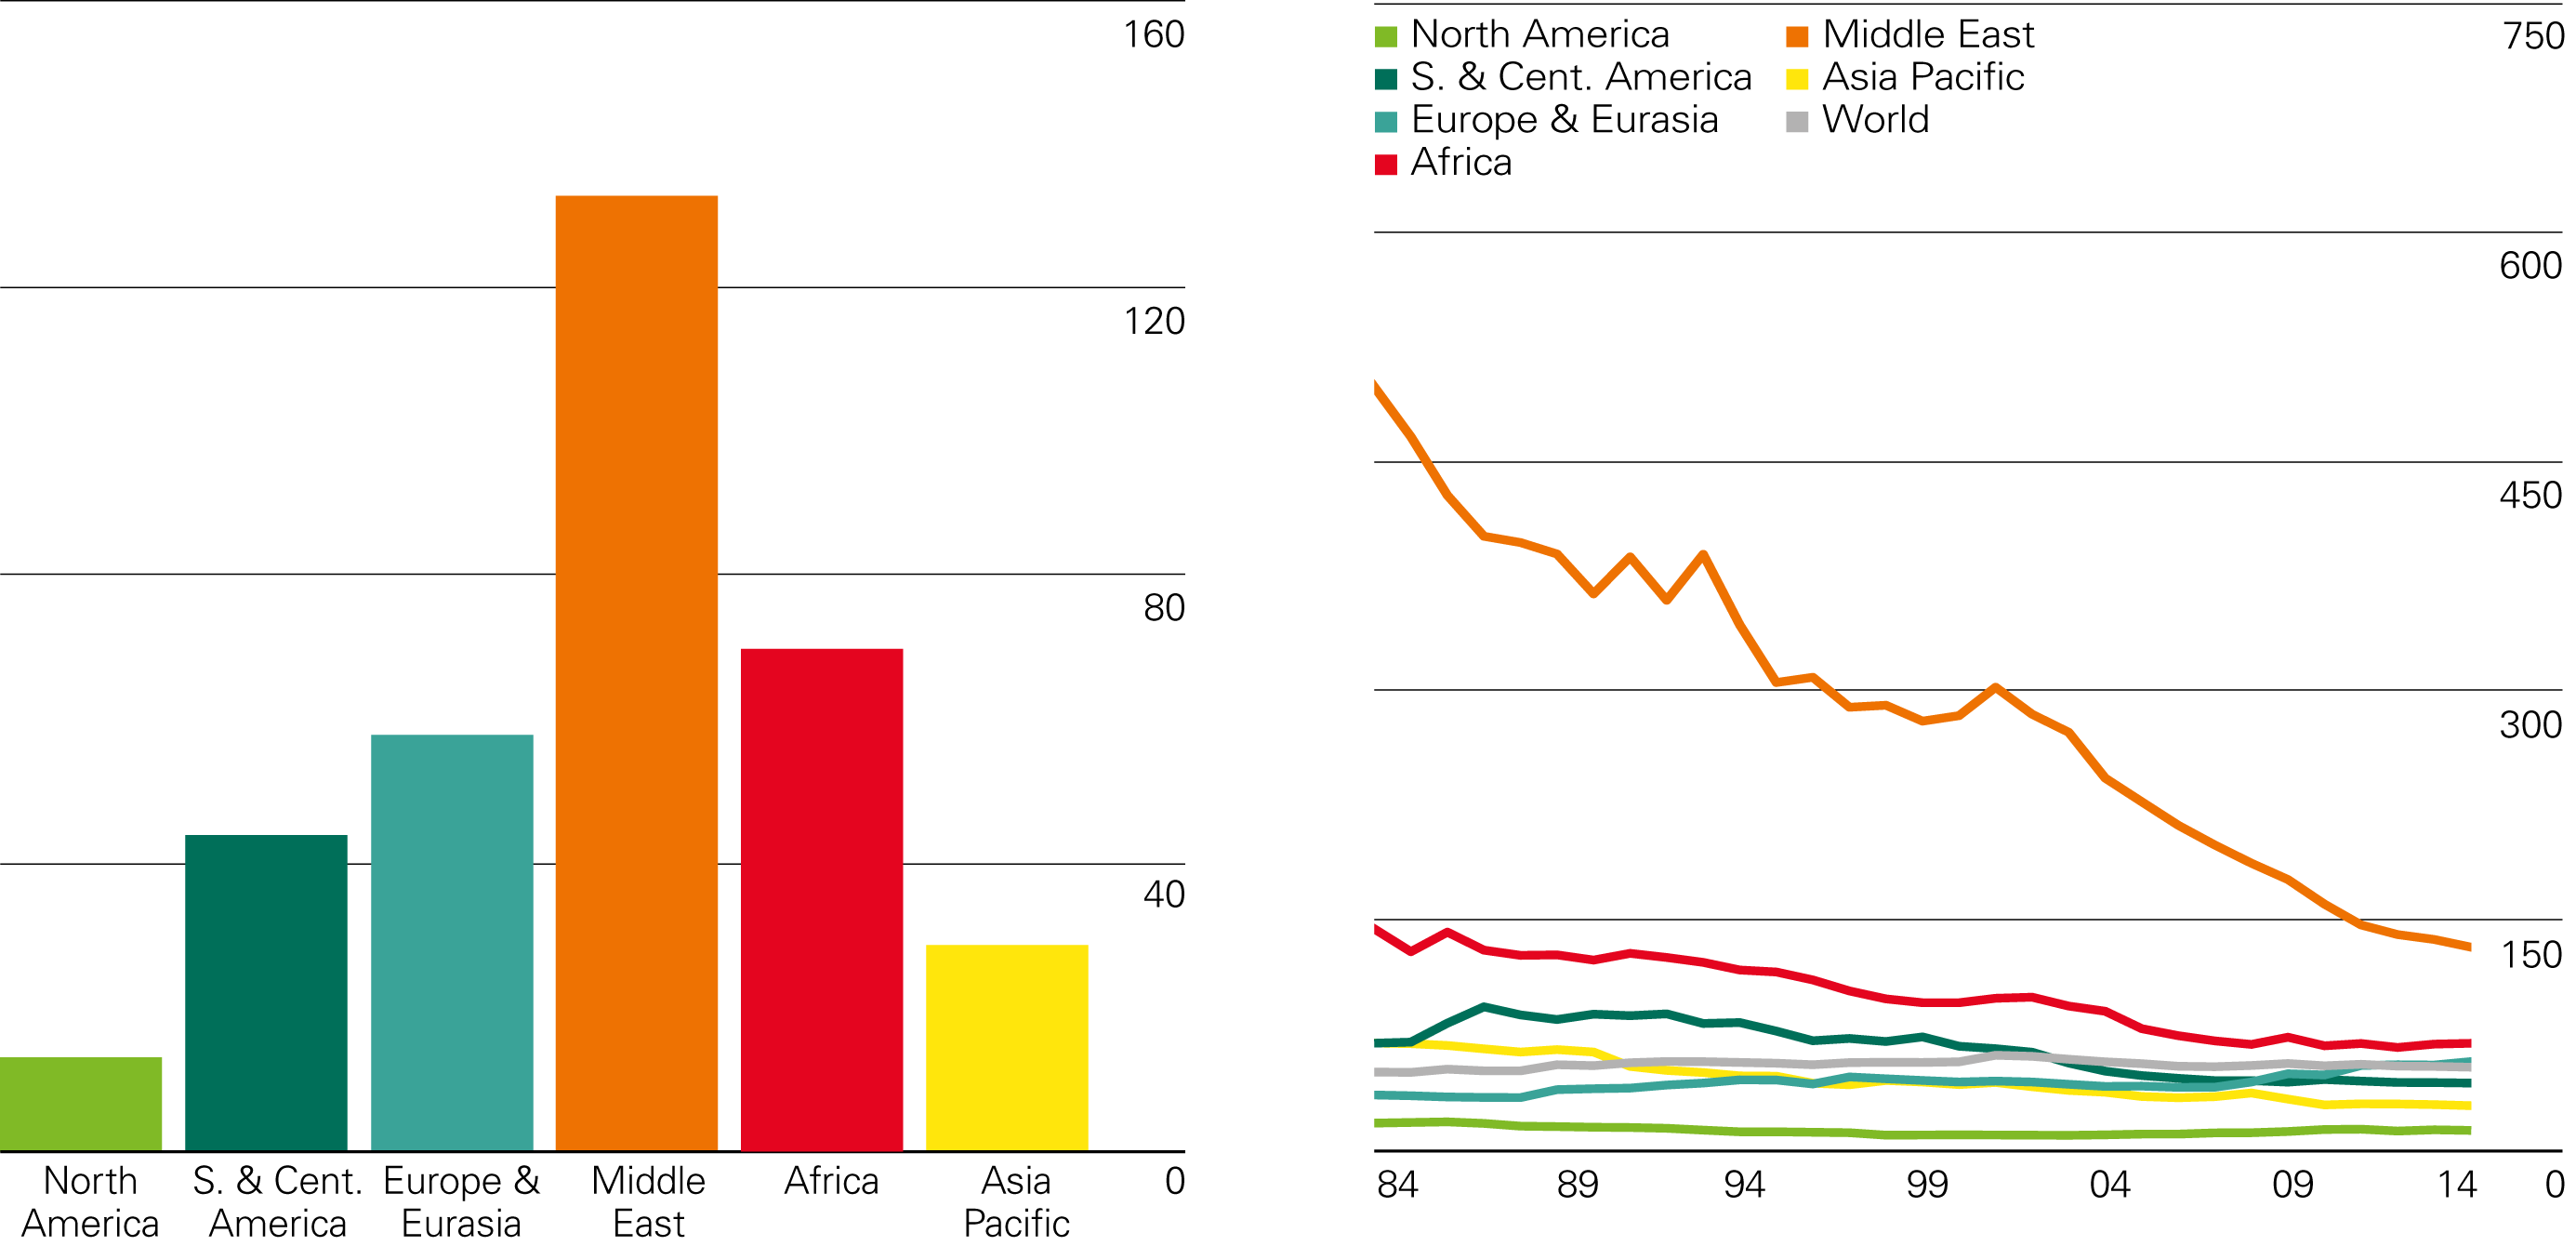 160
120
80
40
0
North America
S. & Cent. America
Europe & Eurasia
Middle East
Africa
Asia Pacific
North America
S. & Cent. America
Europe & Eurasia
Africa
Middle East
Asia Pacific
World
750
600
450
300
150
0
84 89 94 99 04 09 14